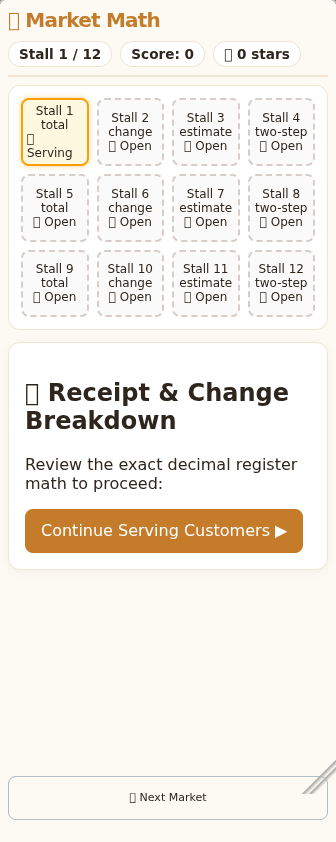 Market Math
Stall 1 / 12
Score: 0
0 stars
Stall 1
total
Serving
Stall 2
change
Open
Stall 3
estimate
Open
Stall 4
two-step
Open
Stall 5
total
Open
Stall 6
change
Open
Stall 7
estimate
Open
Stall 8
two-step
Open
Stall 9
total
Open
Stall 10
change
Open
Stall 11
estimate
Open
Stall 12
two-step
Open
Receipt & Change
Breakdown
Review the exact decimal register
math to proceed:
Continue Serving Customers ▶
Next Market